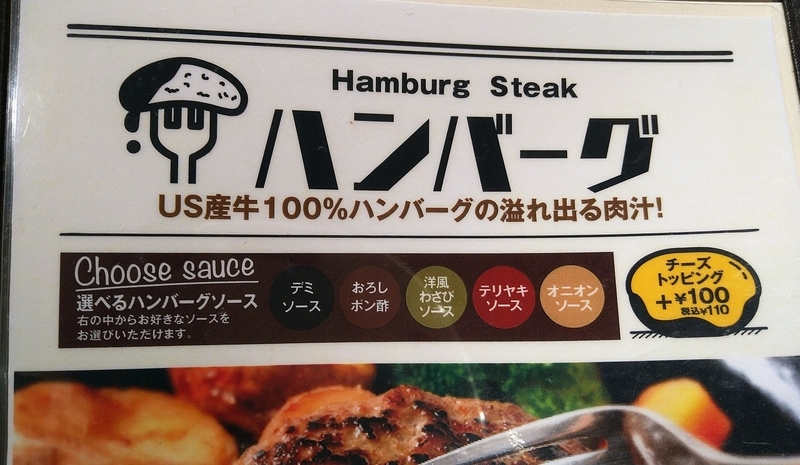 Hamburg Steak
ハンバーグ
US産牛100%ハンバーグの溢れ出る肉汁!
Choose sauce
選べるハンバーグソース
右の中からお好きなソースを
お選びいただけます。
デミ
ソース
おろし
ポン酢
洋風
わさび
ソース
テリヤキ
ソース
オニオン
ソース
チーズ
トッピング
+¥100
税込¥110